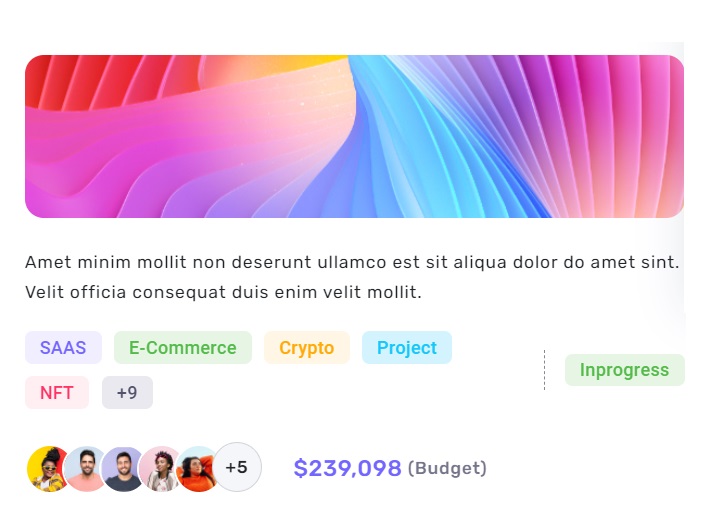 Amet minim mollit non deserunt ullamco est sit aliqua dolor do amet sint.
Velit officia consequat duis enim velit mollit.
SAAS E-Commerce Crypto Project
Inprogress
NFT +9
+5 $239,098 (Budget)